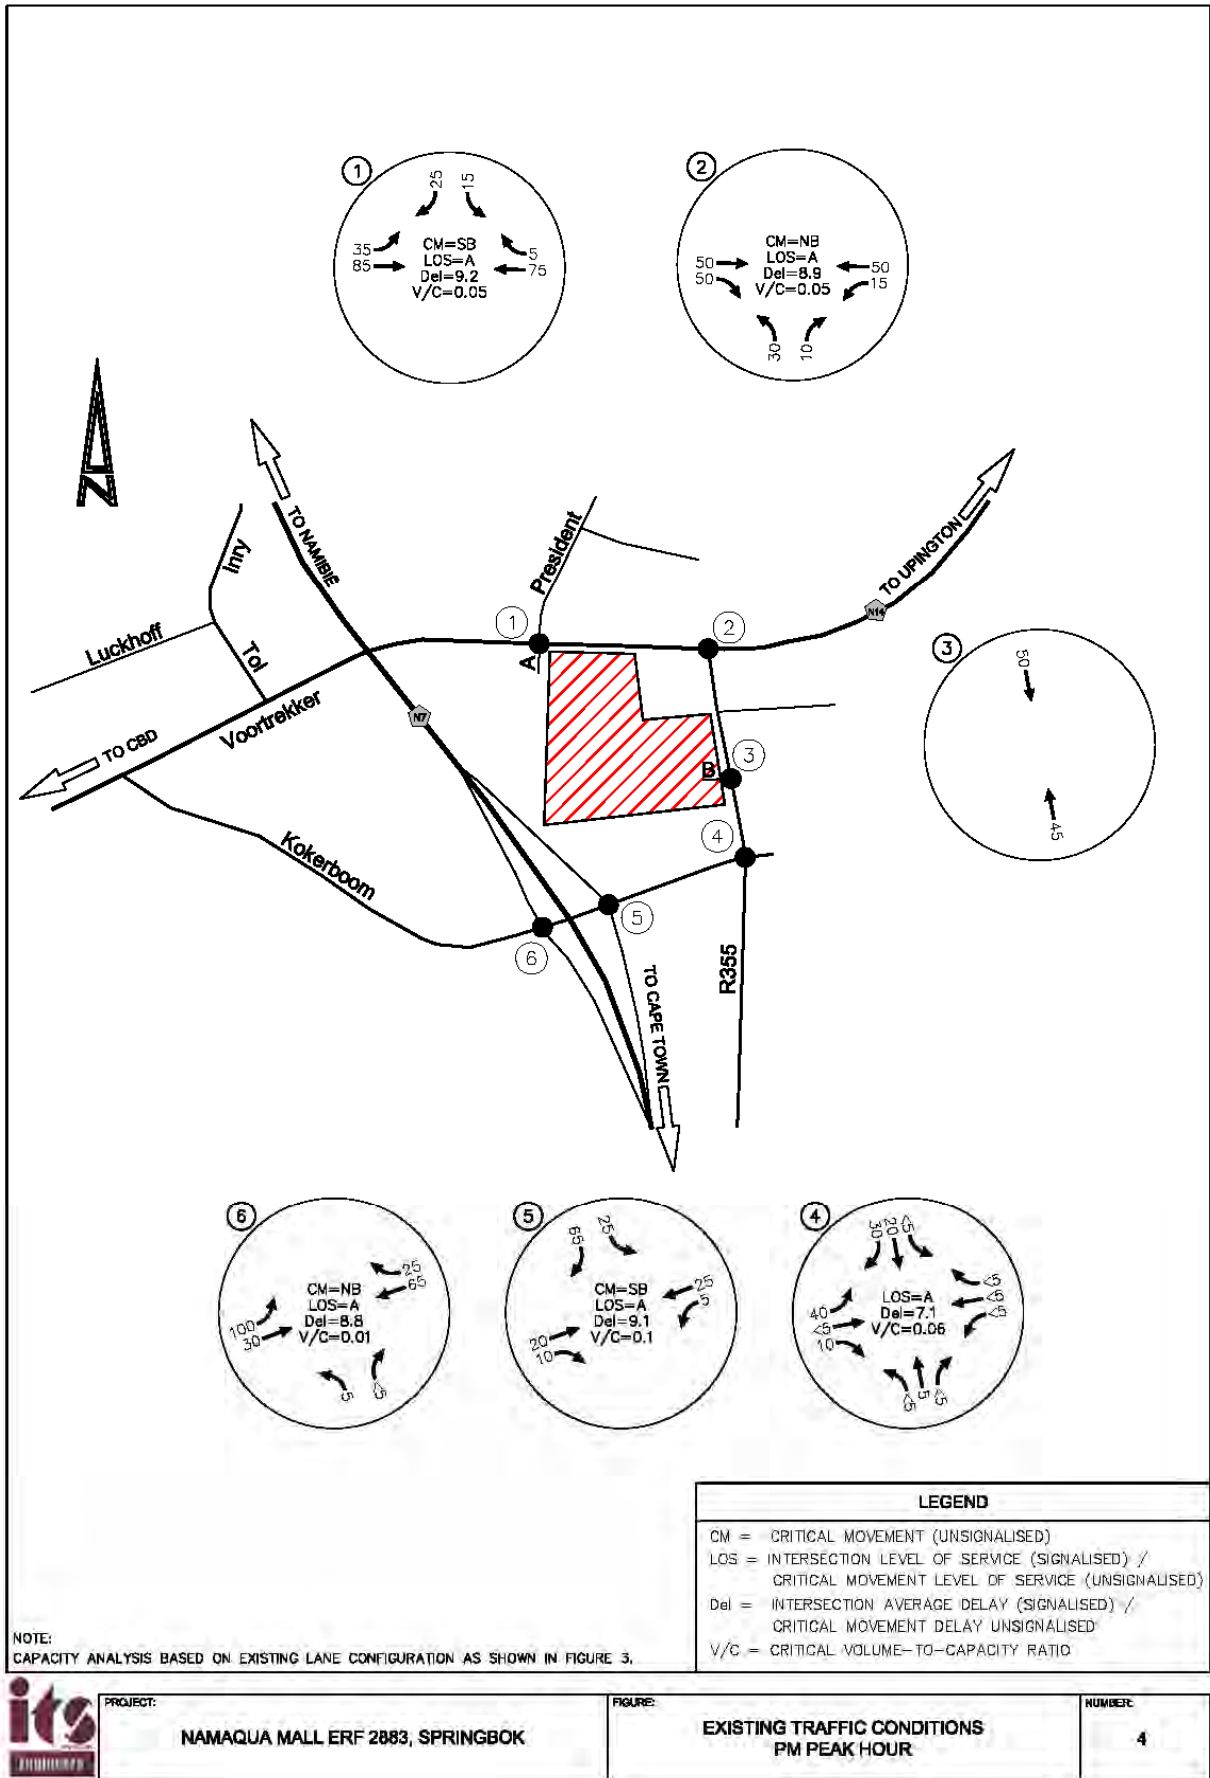 1
25
15
35
85
CM=SB
LOS=A
Del=9.2
V/C=0.05
5
75
2
50
50
CM=NB
LOS=A
Del=8.9
V/C=0.05
50
15
30
10
N
TO NAMIBIË
Inry
President
TO UPINGTON
N14
Luckhoff
Tol
1
A
2
3
50
45
TO CBD
Voortrekker
N7
B
3
4
Kokerboom
5
6
TO CAPE TOWN
R355
6
CM=NB
LOS=A
Del=8.8
V/C=0.01
25
65
100
30
5
<5
5
65
25
CM=SB
LOS=A
Del=9.1
V/C=0.1
25
5
20
10
4
30
20
<5
LOS=A
Del=7.1
V/C=0.06
<5
<5
<5
40
<5
10
<5
5
<5
LEGEND
CM = CRITICAL MOVEMENT (UNSIGNALISED)
LOS = INTERSECTION LEVEL OF SERVICE (SIGNALISED) /
CRITICAL MOVEMENT LEVEL OF SERVICE (UNSIGNALISED)
Del = INTERSECTION AVERAGE DELAY (SIGNALISED) /
CRITICAL MOVEMENT DELAY UNSIGNALISED
V/C = CRITICAL VOLUME-TO-CAPACITY RATIO
NOTE:
CAPACITY ANALYSIS BASED ON EXISTING LANE CONFIGURATION AS SHOWN IN FIGURE 3.
its
engineers
PROJECT:
NAMAQUA MALL ERF 2883, SPRINGBOK
FIGURE:
EXISTING TRAFFIC CONDITIONS
PM PEAK HOUR
NUMBER:
4